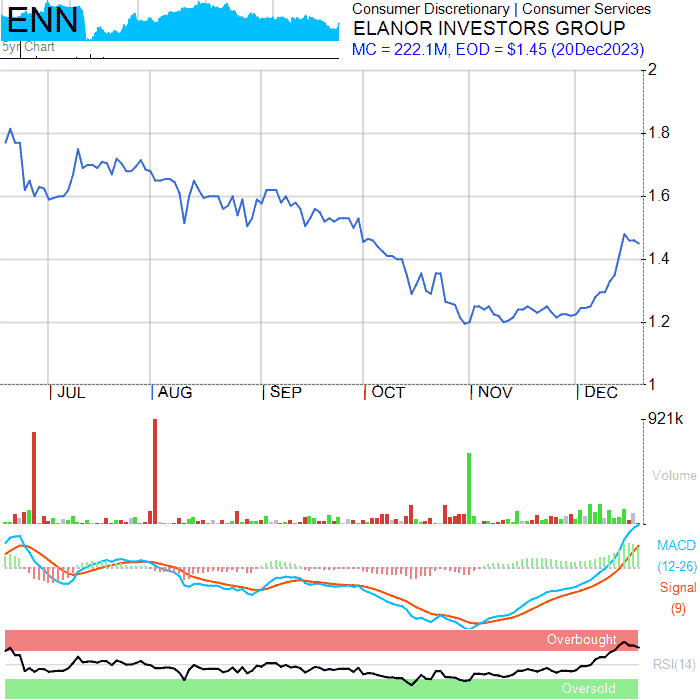 ENN
5yr Chart
Consumer Discretionary | Consumer Services
ELANOR INVESTORS GROUP
MC = 222.1M, EOD = $1.45 (20Dec2023)
2
1.8
1.6
1.4
1.2
1
JUL
AUG
SEP
OCT
NOV
DEC
921k
Volume
MACD
(12-26)
Signal
(9)
Overbought
RSI(14)
Oversold